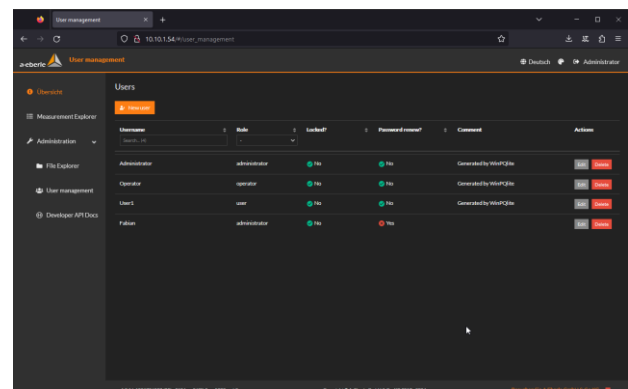 User management
10.10.1.54/#/user_management
a-eberle
User management
Deutsch
Administrator
Übersicht
Measurement Explorer
Administration
File Explorer
User management
Developer API Docs
Users
New user
Username Role Locked? Password renew? Comment Actions
Administrator administrator No No Generated by WinPQlite Edit Delete
Operator operator No No Generated by WinPQlite Edit Delete
User1 user No No Generated by WinPQlite Edit Delete
Fabian administrator No Yes Edit Delete